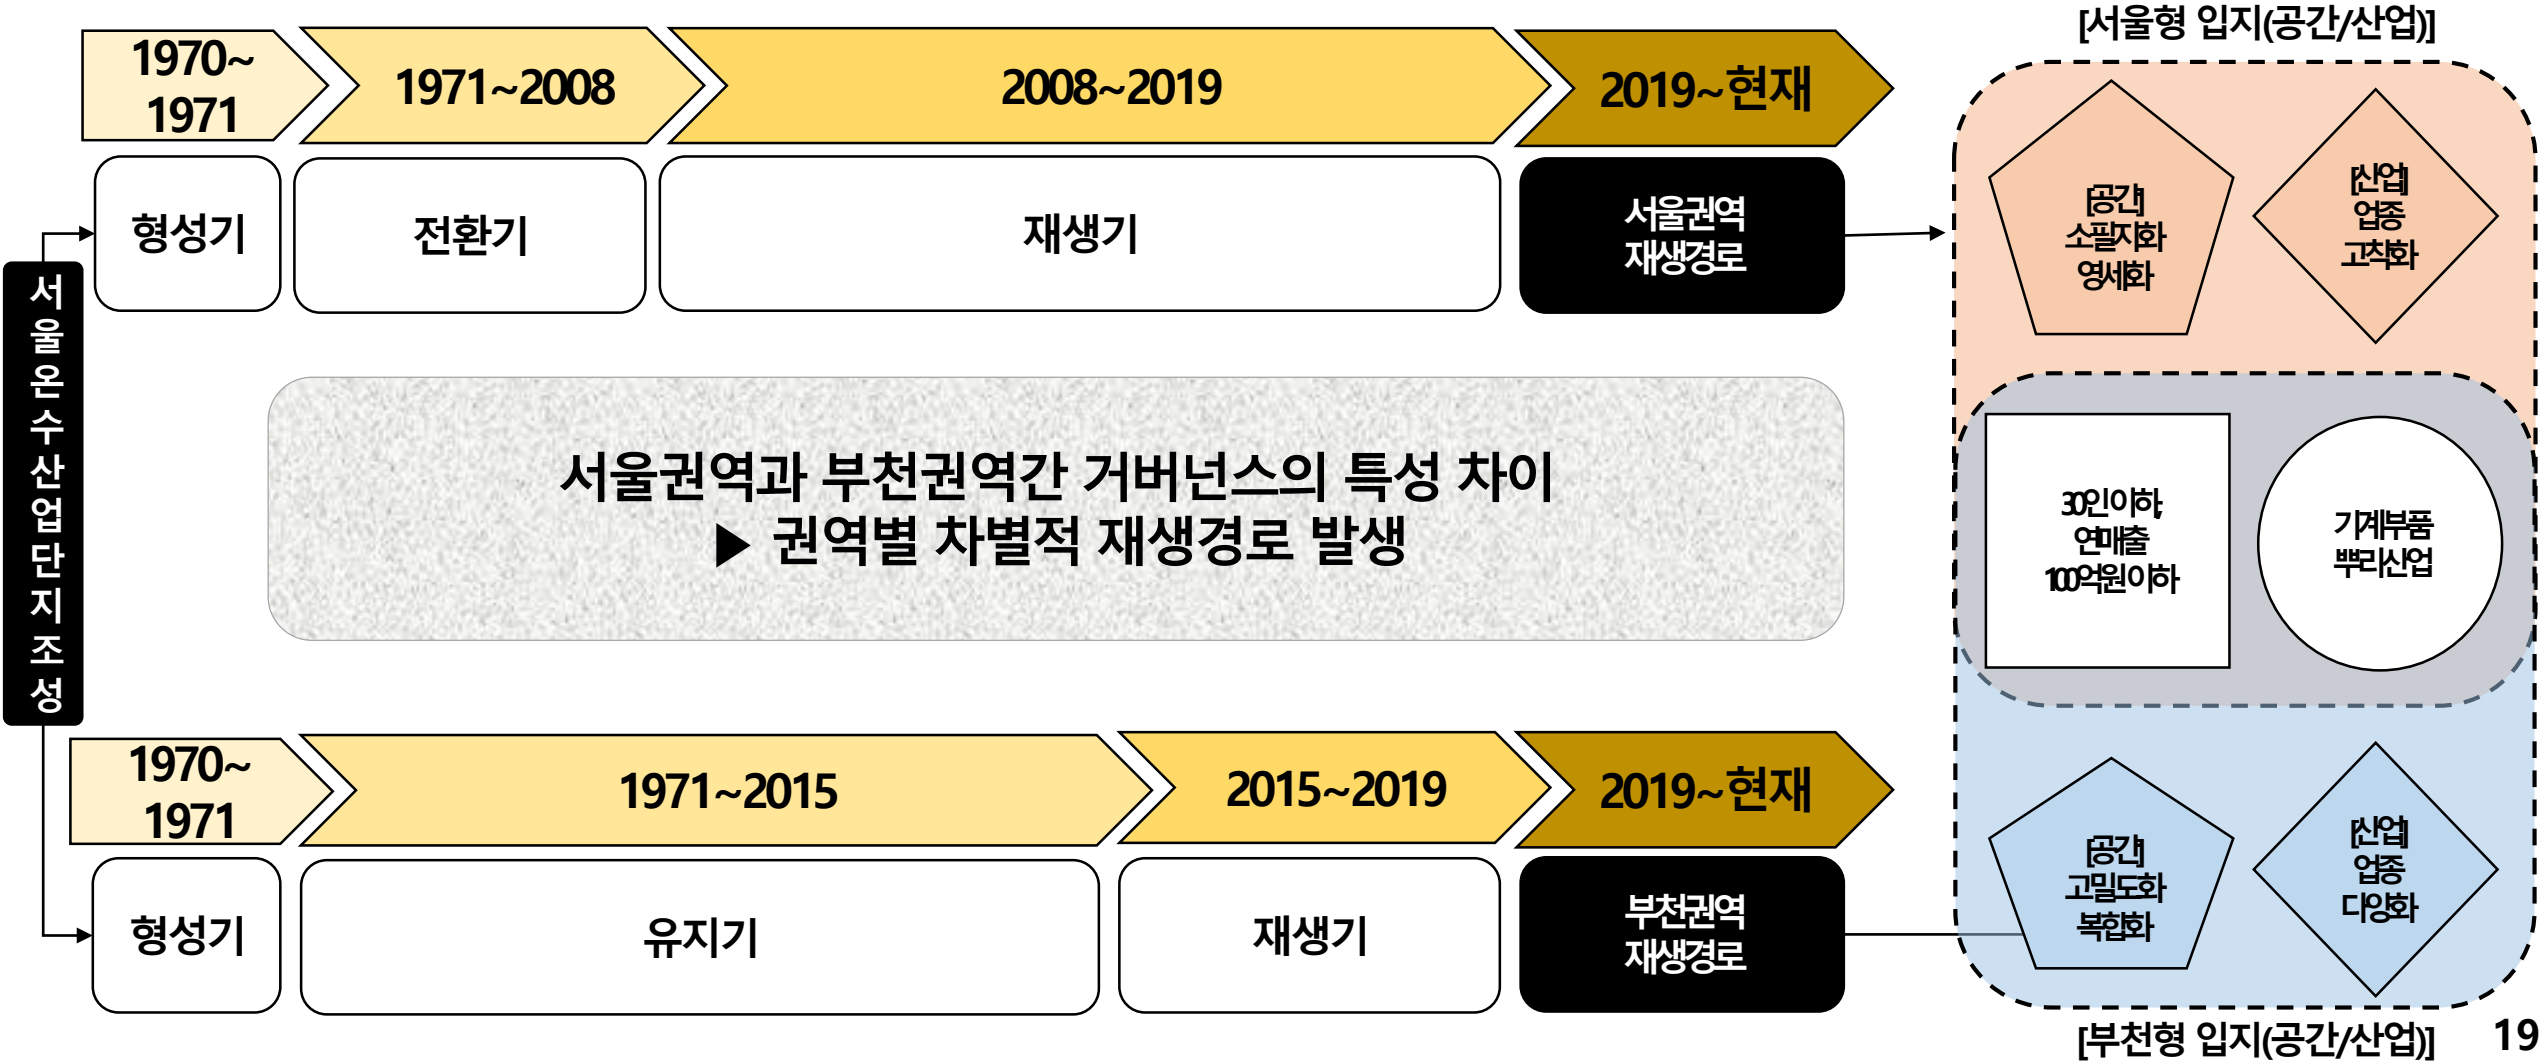 [서울형 입지(공간/산업)]
1970~
1971
1971~2008
2008~2019
2019~현재
형성기
전환기
재생기
서울권역
재생경로
[공간]
소필지화
영세화
[산업]
업종
고착화
서울온수산업단지조성
서울권역과 부천권역간 거버넌스의 특성 차이
▶ 권역별 차별적 재생경로 발생
30인 이하,
연매출
100억원 이하
기계부품
뿌리산업
1970~
1971
1971~2015
2015~2019
2019~현재
형성기
유지기
재생기
부천권역
재생경로
[공간]
고밀도화
복합화
[산업]
업종
다양화
[부천형 입지(공간/산업)]
19